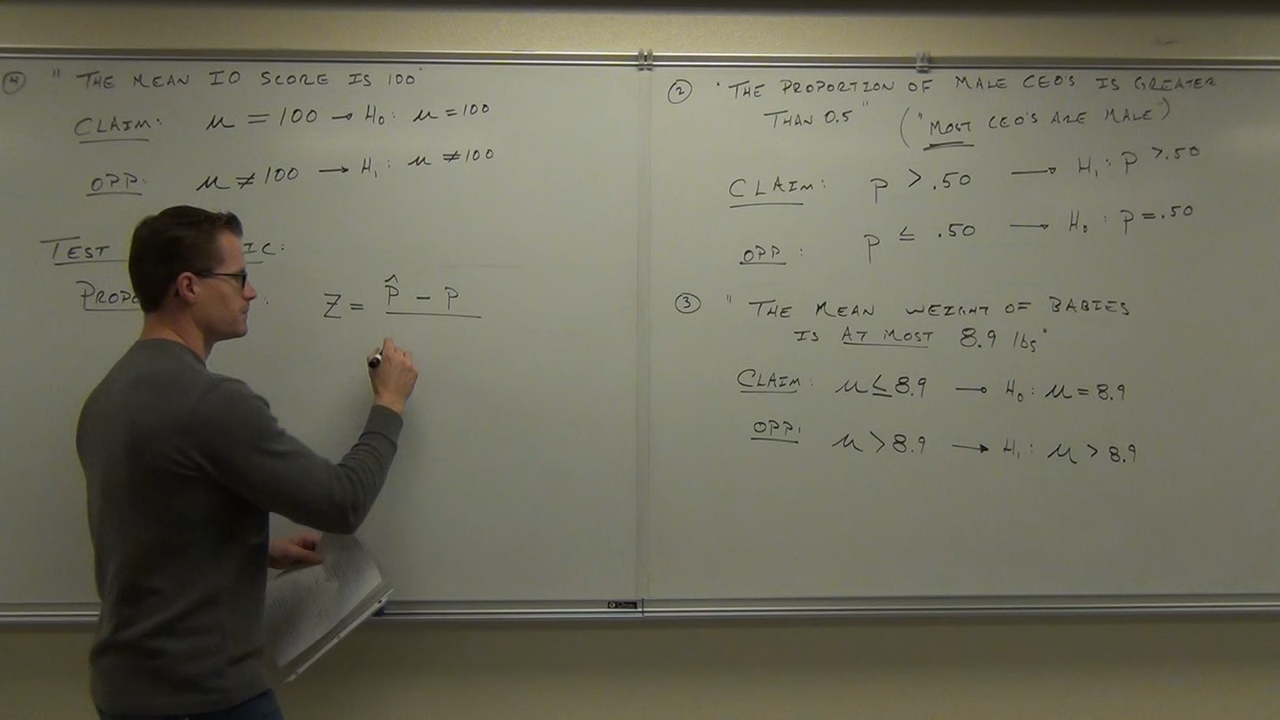 ④ " THE MEAN IQ SCORE IS 100"
CLAIM: μ = 100 → H₀: μ = 100
OPP: μ ≠ 100 → H₁: μ ≠ 100
TEST IC:
PROPO :
Z = p̂ - p
② "THE PROPORTION OF MALE CEO'S IS GREATER
THAN 0.5" ("MOST CEO'S ARE MALE")
CLAIM: p > .50 → H₁: p > .50
OPP: p ≤ .50 → H₀: p = .50
③ "THE MEAN WEIGHT OF BABIES
IS AT MOST 8.9 lbs"
CLAIM: μ ≤ 8.9 → H₀: μ = 8.9
OPP: μ > 8.9 → H₁: μ > 8.9